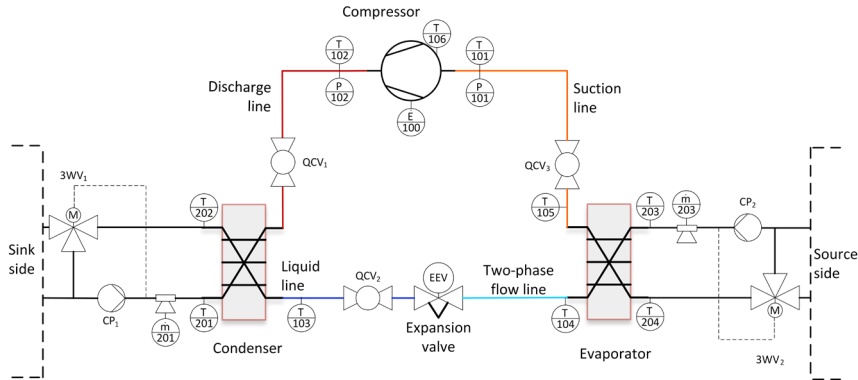 Compressor
T
106
T
102
T
101
P
102
P
101
E
100
Discharge
line
Suction
line
QCV₁
QCV₃
3WV₁
M
T
202
T
105
T
203
ṁ
203
CP₂
Sink
side
Source
side
Liquid
line
QCV₂
EEV
Two-phase
flow line
M
CP₁
ṁ
201
T
201
T
103
T
104
T
204
Expansion
valve
Condenser
Evaporator
3WV₂